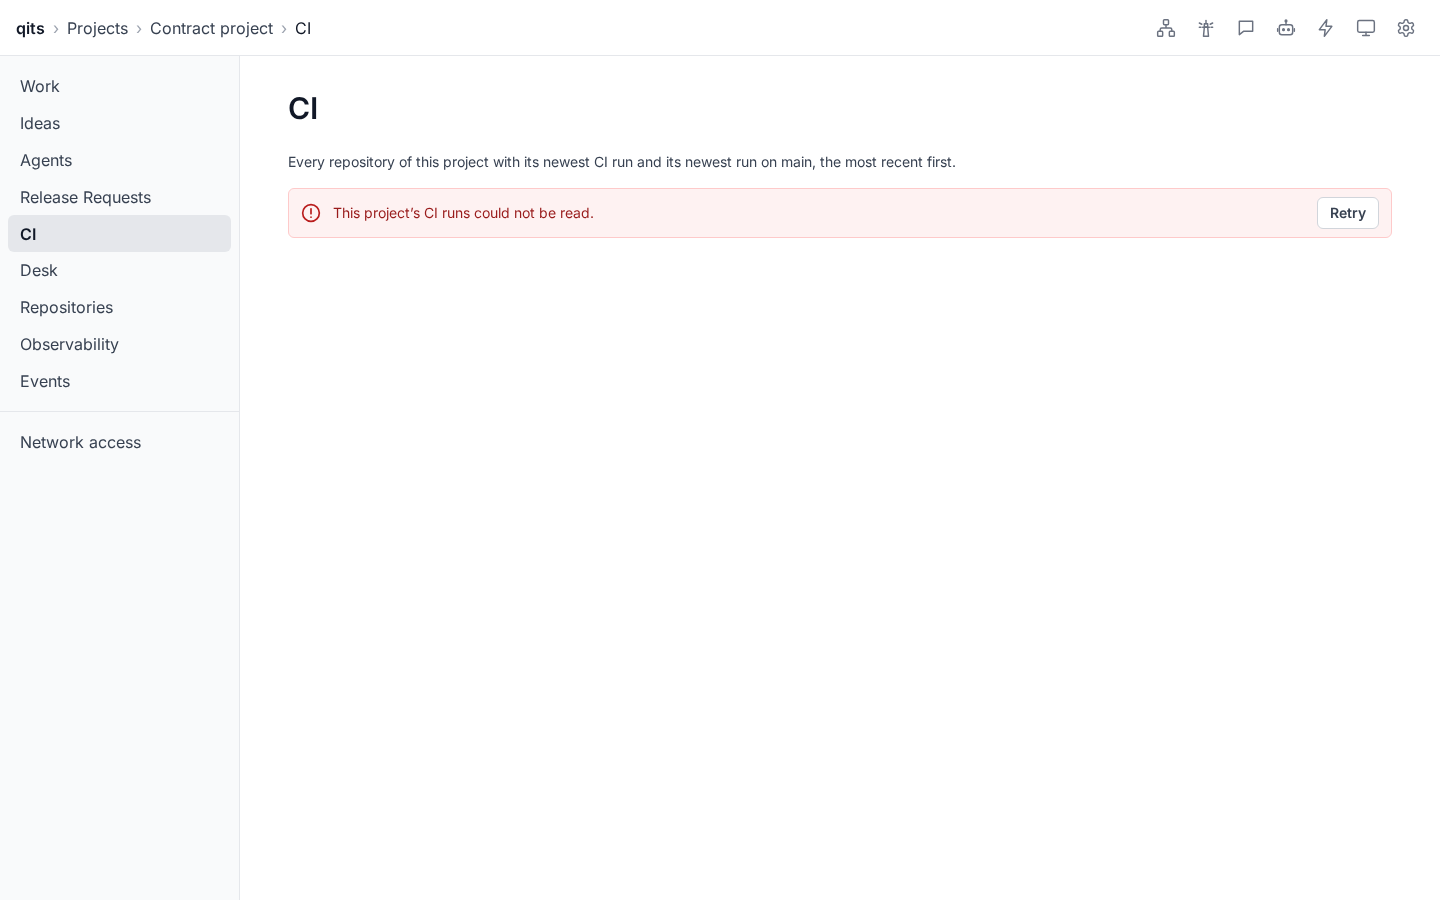 qits › Projects › Contract project › CI
Work
Ideas
Agents
Release Requests
CI
Desk
Repositories
Observability
Events
Network access
CI
Every repository of this project with its newest CI run and its newest run on main, the most recent first.
This project’s CI runs could not be read.
Retry